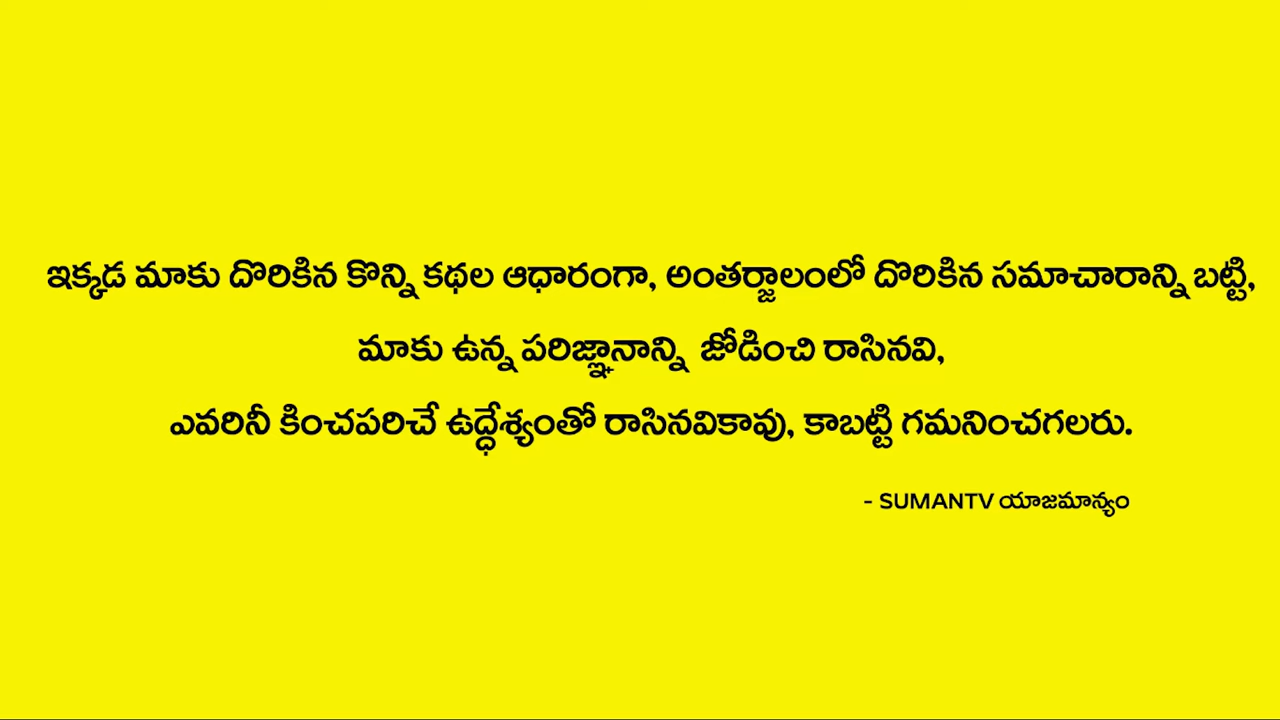 ఇక్కడ మాకు దొరికిన కొన్ని కథల ఆధారంగా, అంతర్జాలంలో దొరికిన సమాచారాన్ని బట్టి,
మాకు ఉన్న పరిజ్ఞానాన్ని జోడించి రాసినవి,
ఎవరినీ కించపరిచే ఉద్ధేశ్యంతో రాసినవికావు, కాబట్టి గమనించగలరు.
- SUMANTV యాజమాన్యం